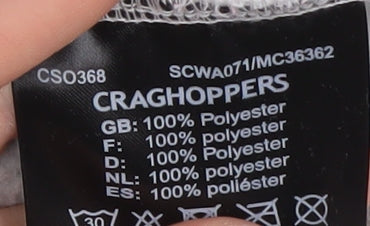 CSO368 SCWA071/MC36362
CRAGHOPPERS
GB: 100% Polyester
F: 100% Polyester
D: 100% Polyester
NL: 100% Polyester
ES: 100% poliéster
30